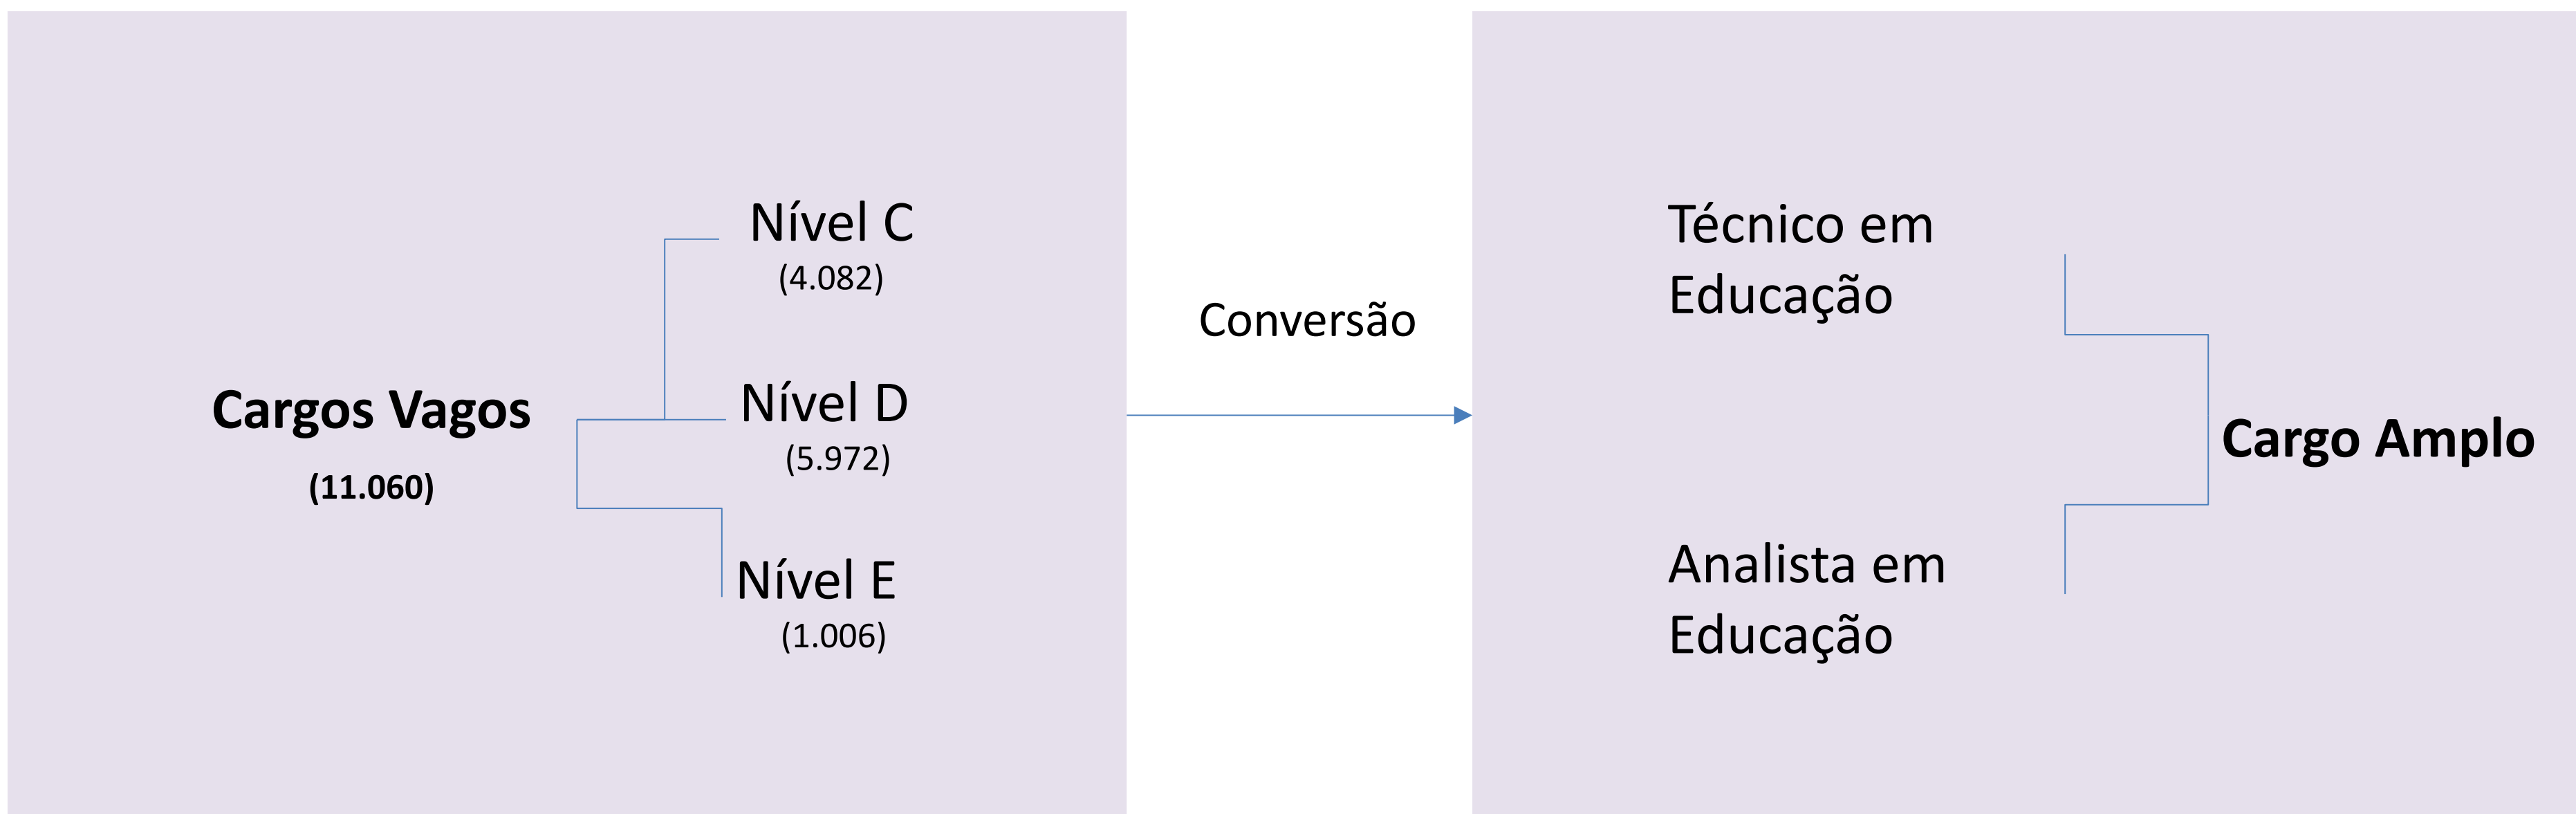 Cargos Vagos
(11.060)
Nível C
(4.082)
Nível D
(5.972)
Nível E
(1.006)
Conversão
Técnico em
Educação
Analista em
Educação
Cargo Amplo